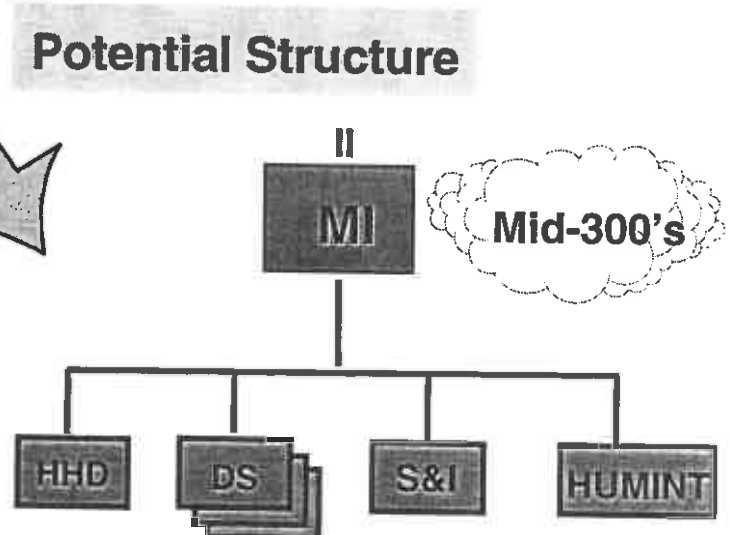 Potential Structure
II
MI
Mid-300's
HHD
DS
S&I
HUMINT